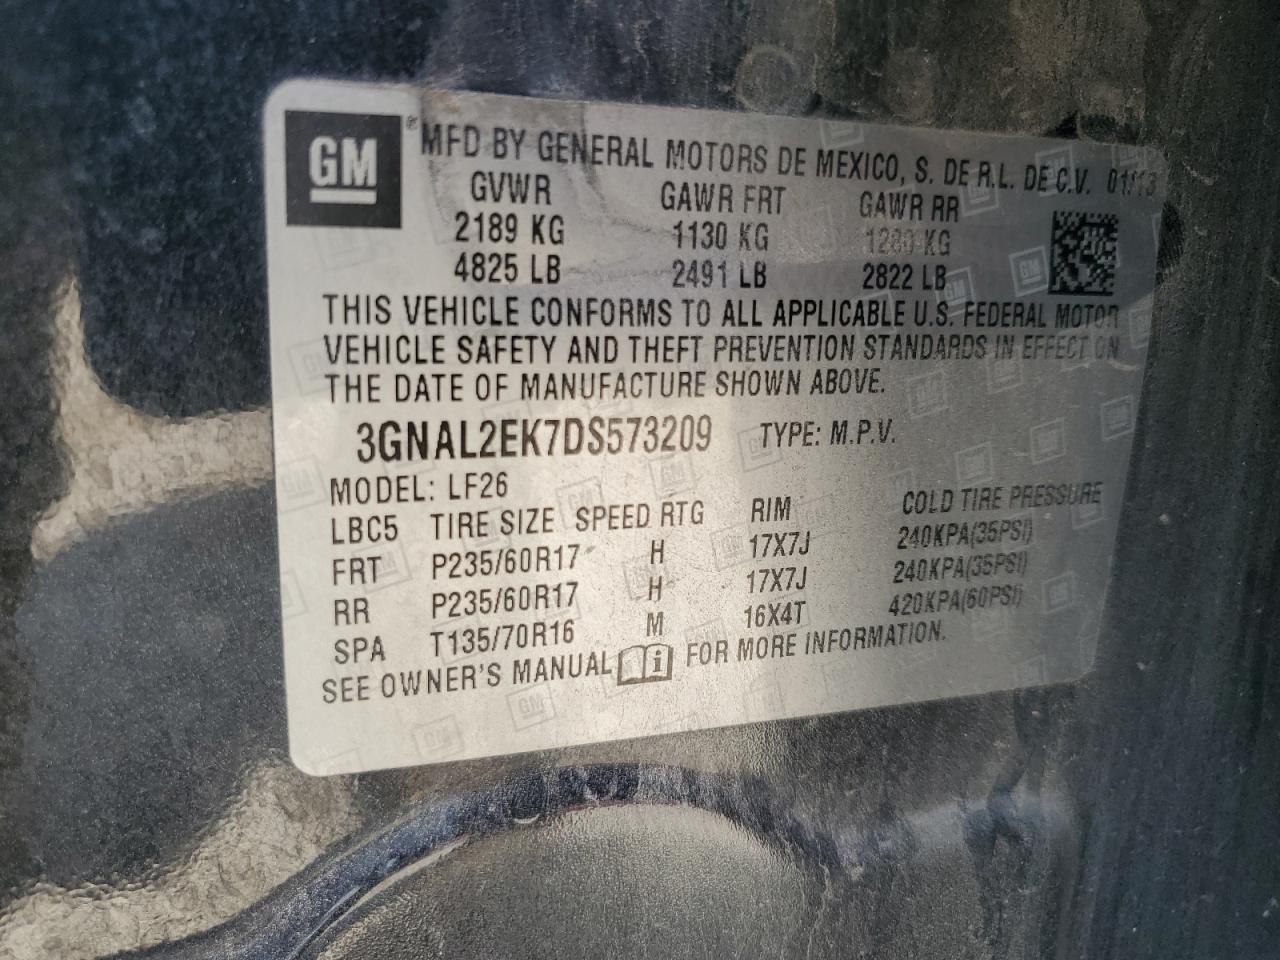 GM ® MFD BY GENERAL MOTORS DE MEXICO, S. DE R.L. DE C.V. 01/13
GVWR GAWR FRT GAWR RR
2189 KG 1130 KG 1280 KG
4825 LB 2491 LB 2822 LB
THIS VEHICLE CONFORMS TO ALL APPLICABLE U.S. FEDERAL MOTOR
VEHICLE SAFETY AND THEFT PREVENTION STANDARDS IN EFFECT ON
THE DATE OF MANUFACTURE SHOWN ABOVE.
3GNAL2EK7DS573209 TYPE: M.P.V.
MODEL: LF26
LBC5 TIRE SIZE SPEED RTG RIM COLD TIRE PRESSURE
FRT P235/60R17 H 17X7J 240KPA(35PSI)
RR P235/60R17 H 17X7J 240KPA(35PSI)
SPA T135/70R16 M 16X4T 420KPA(60PSI)
SEE OWNER'S MANUAL i FOR MORE INFORMATION.